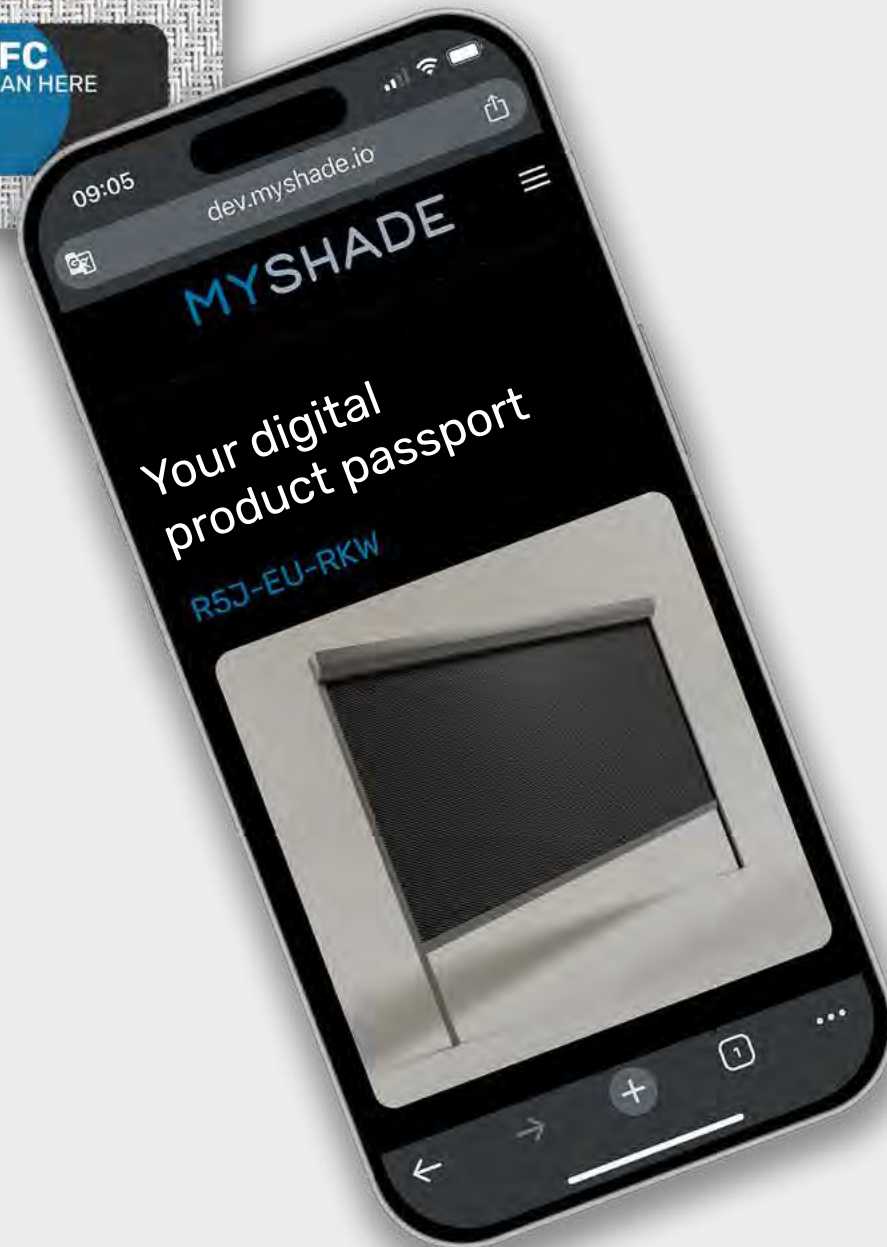 FC
AN HERE
09:05
dev.myshade.io
MYSHADE
Your digital
product passport
R5J-EU-RKW
1